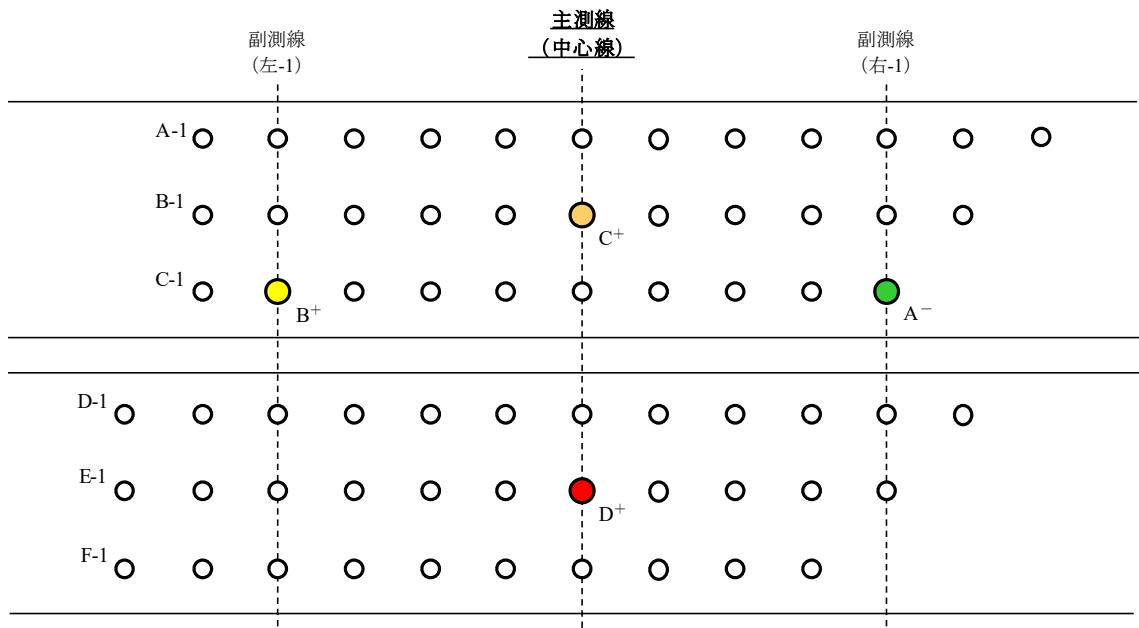 主測線
（中心線）
副測線
（左-1）
副測線
（右-1）
A-1
B-1
C⁺
C-1
B⁺
A⁻
D-1
E-1
D⁺
F-1